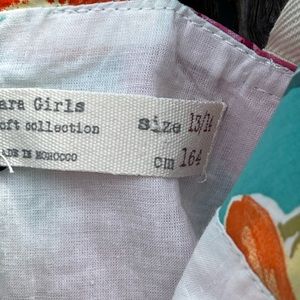 ara Girls
oft collection
ADE IN MOROCCO
size 13/14
cm 164